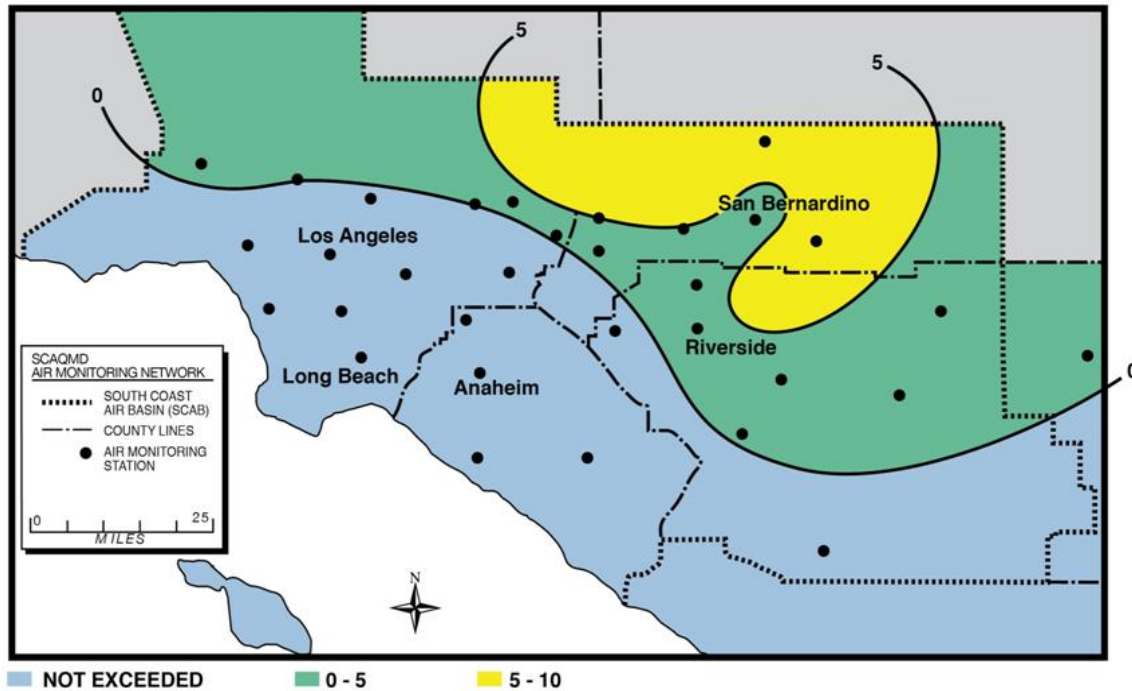 5
5
0
San Bernardino
Los Angeles
Riverside
SCAQMD
AIR MONITORING NETWORK
SOUTH COAST
AIR BASIN (SCAB)
COUNTY LINES
AIR MONITORING
STATION
0 25
MILES
Long Beach
Anaheim
0
N
NOT EXCEEDED 0 - 5 5 - 10